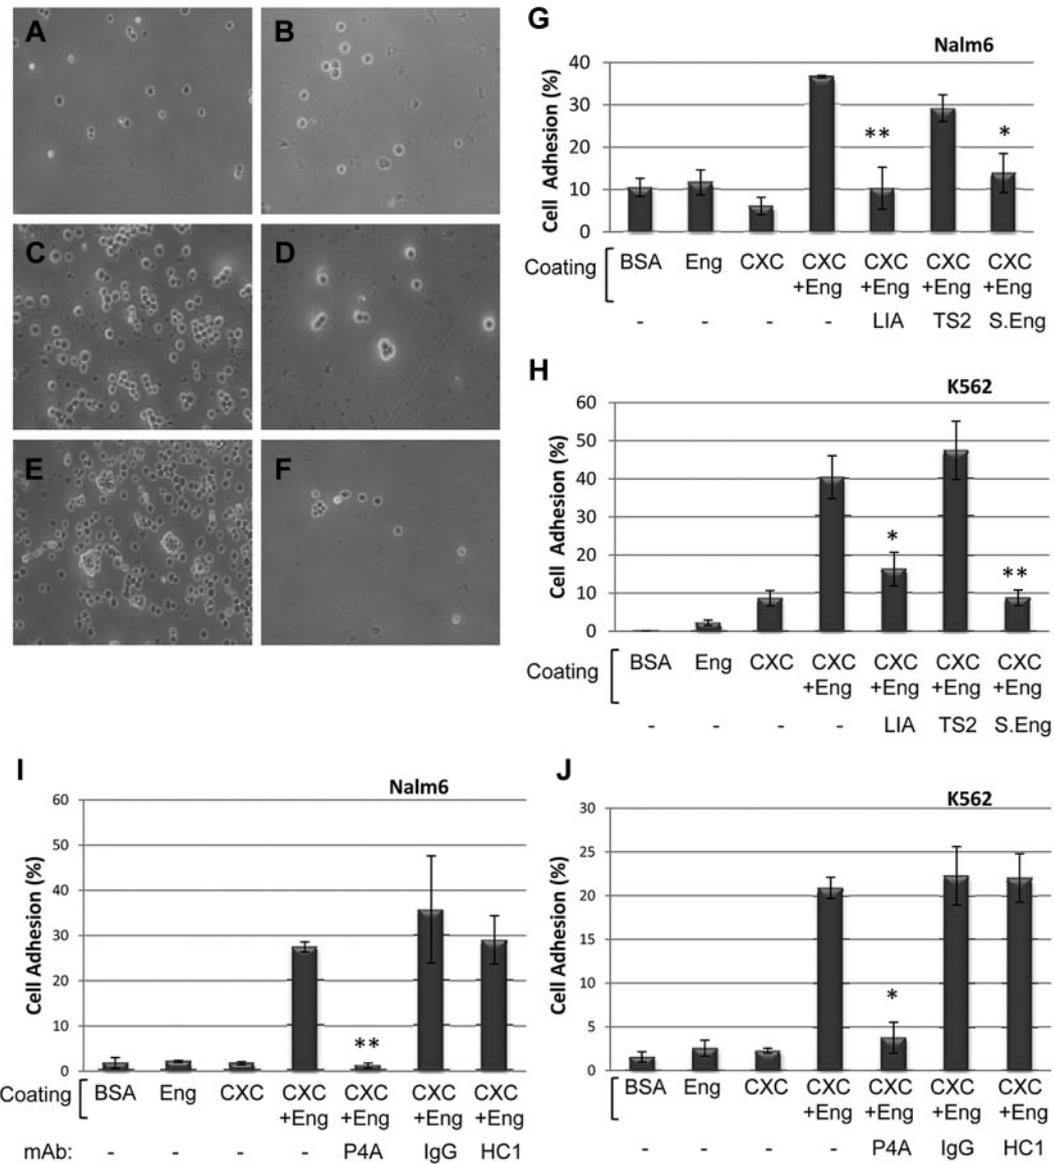 A
B
C
D
E
F
G
Nalm6
Cell Adhesion (%)
40
30
20
10
0
Coating
BSA Eng CXC CXC CXC CXC CXC
+Eng +Eng +Eng +Eng
- - - - LIA TS2 S.Eng
**
*
H
K562
Cell Adhesion (%)
60
50
40
30
20
10
0
Coating
BSA Eng CXC CXC CXC CXC CXC
+Eng +Eng +Eng +Eng
- - - - LIA TS2 S.Eng
*
**
I
Nalm6
Cell Adhesion (%)
60
50
40
30
20
10
0
**
Coating
BSA Eng CXC CXC CXC CXC CXC
+Eng +Eng +Eng +Eng
mAb: - - - - P4A IgG HC1
J
K562
Cell Adhesion (%)
30
25
20
15
10
5
0
*
BSA Eng CXC CXC CXC CXC CXC
+Eng +Eng +Eng +Eng
- - - - P4A IgG HC1